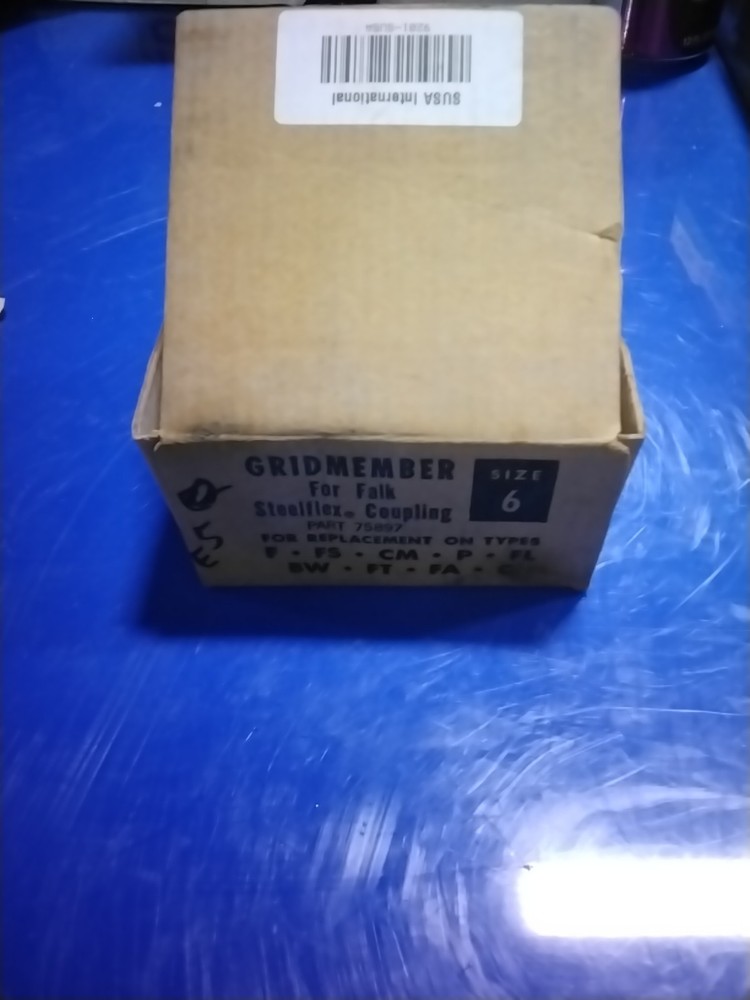 SUSA International
GRIDMEMBER
For Falk
Steelflex® Coupling
PART 75897
FOR REPLACEMENT ON TYPES
F · FS · CM · P · FL
BW · FT · FA ·
SIZE
6